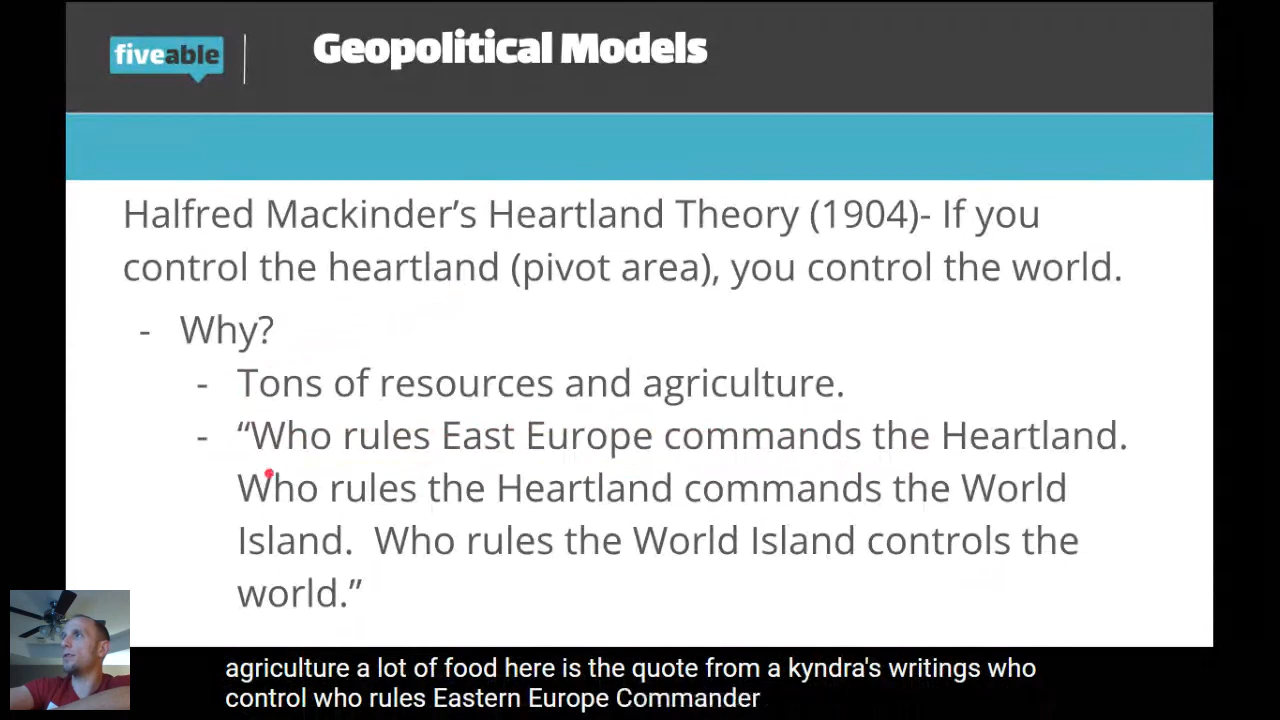 fiveable
Geopolitical Models
Halfred Mackinder’s Heartland Theory (1904)- If you
control the heartland (pivot area), you control the world.
- Why?
- Tons of resources and agriculture.
- “Who rules East Europe commands the Heartland.
Who rules the Heartland commands the World
Island.  Who rules the World Island controls the
world.”
agriculture a lot of food here is the quote from a kyndra's writings who
control who rules Eastern Europe Commander